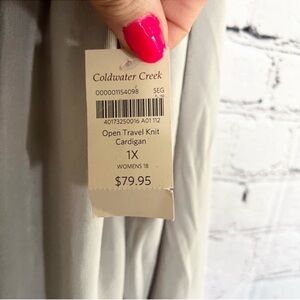 Coldwater Creek
000001154098 SEG
40173250016 A01 112
Open Travel Knit
Cardigan
1X
WOMENS 18
$79.95